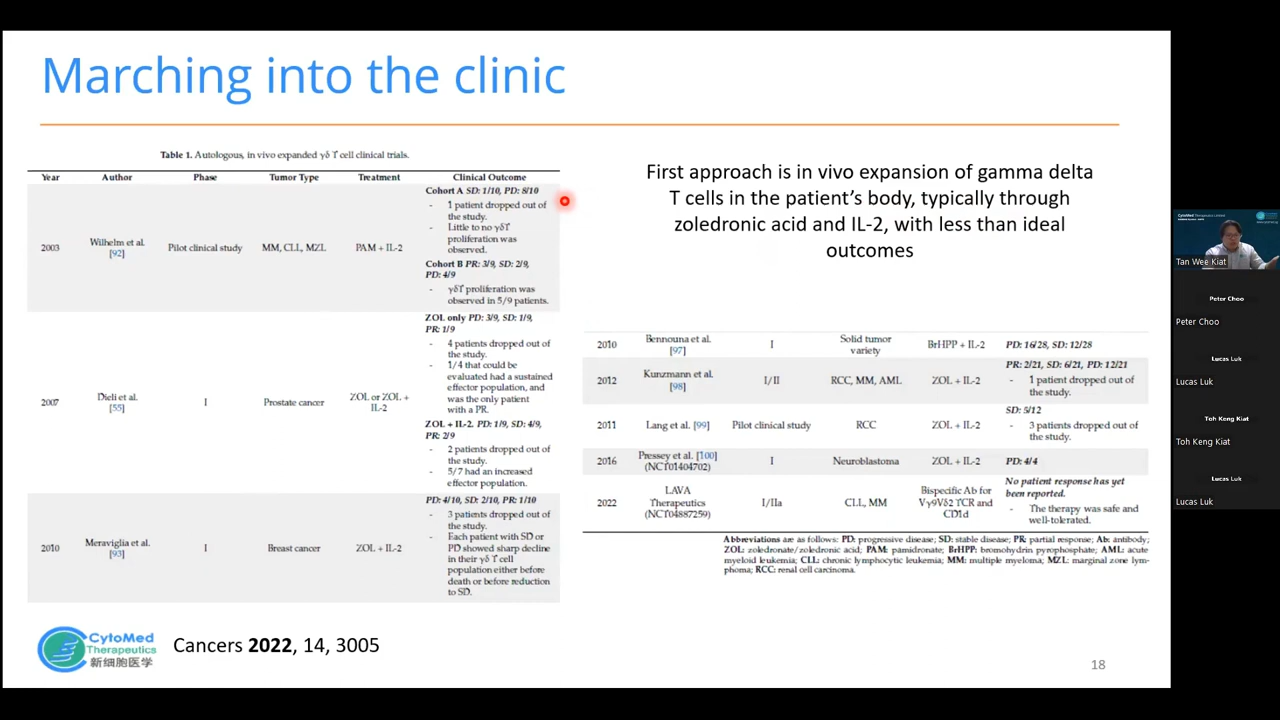 Marching into the clinic
Table 1. Autologous, in vivo expanded γδ T cell clinical trials.
Year Author Phase Tumor Type Treatment Clinical Outcome
2003
Wilhelm et al.
[92]
Pilot clinical study
MM, CLL, MZL
PAM + IL-2
Cohort A SD: 1/10, PD: 8/10
- 1 patient dropped out of
the study.
- Little to no γδT
proliferation was
observed.
Cohort B PR: 3/9, SD: 2/9,
PD: 4/9
- γδT proliferation was
observed in 5/9 patients.
2007
Dieli et al.
[55]
I
Prostate cancer
ZOL or ZOL +
IL-2
ZOL only PD: 3/9, SD: 1/9,
PR: 1/9
- 4 patients dropped out of
the study.
- 1/4 that could be
evaluated had a sustained
effector population, and
was the only patient
with a PR.
ZOL + IL-2. PD: 1/9, SD: 4/9,
PR: 2/9
- 2 patients dropped out of
the study.
- 5/7 had an increased
effector population.
2010
Meraviglia et al.
[93]
I
Breast cancer
ZOL + IL-2
PD: 4/10, SD: 2/10, PR: 1/10
- 3 patients dropped out of
the study.
- Each patient with SD or
PD showed sharp decline
in their γδ T cell
population either before
death or before reduction
to SD.
First approach is in vivo expansion of gamma delta
T cells in the patient's body, typically through
zoledronic acid and IL-2, with less than ideal
outcomes
2010
Bennouna et al.
[97]
I
Solid tumor
variety
BrHPP + IL-2
PD: 16/28, SD: 12/28
2012
Kunzmann et al.
[98]
I/II
RCC, MM, AML
ZOL + IL-2
PR: 2/21, SD: 6/21, PD: 12/21
- 1 patient dropped out of
the study.
2011
Lang et al. [99]
Pilot clinical study
RCC
ZOL + IL-2
SD: 5/12
- 3 patients dropped out of
the study.
2016
Pressey et al. [100]
(NCT01404702)
I
Neuroblastoma
ZOL + IL-2
PD: 4/4
2022
LAVA
Therapeutics
(NCT04887259)
I/IIa
CLL, MM
Bispecific Ab for
Vγ9Vδ2 TCR and
CD1d
No patient response has yet
been reported.
- The therapy was safe and
well-tolerated.
Abbreviations are as follows: PD: progressive disease; SD: stable disease; PR: partial response; Ab: antibody;
ZOL: zoledronate/zoledronic acid; PAM: pamidronate; BrHPP: bromohydrin pyrophosphate; AML: acute
myeloid leukemia; CLL: chronic lymphocytic leukemia; MM: multiple myeloma; MZL: marginal zone lym-
phoma; RCC: renal cell carcinoma.
CytoMed
Therapeutics
新细胞医学
Cancers 2022, 14, 3005
18
Tan Wee Kiat
Peter Choo
Peter Choo
Lucas Luk
Lucas Luk
Toh Keng Kiat
Toh Keng Kiat
Lucas Luk
Lucas Luk